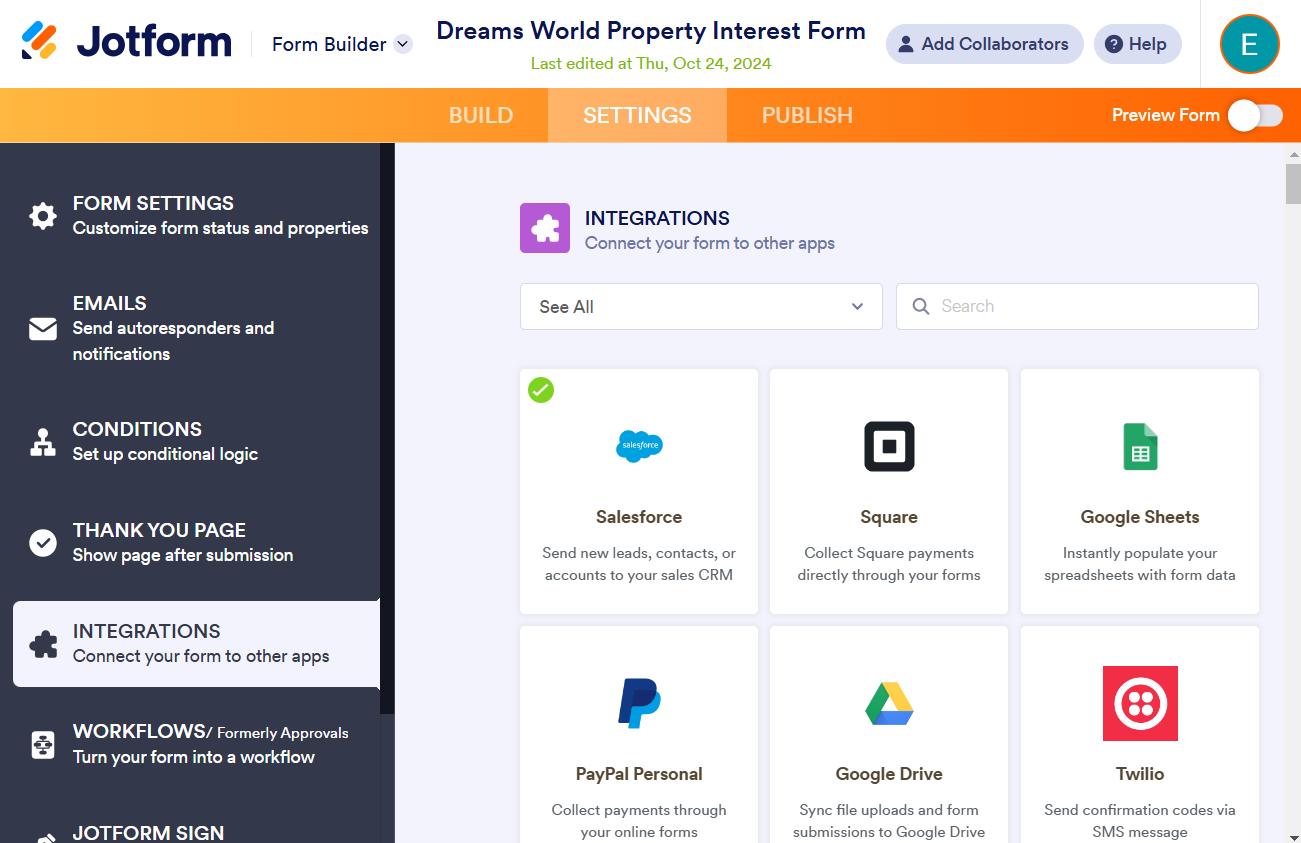 Jotform
Form Builder
Dreams World Property Interest Form
Last edited at Thu, Oct 24, 2024
Add Collaborators
Help
E
BUILD
SETTINGS
PUBLISH
Preview Form
FORM SETTINGS
Customize form status and properties
EMAILS
Send autoresponders and
notifications
CONDITIONS
Set up conditional logic
THANK YOU PAGE
Show page after submission
INTEGRATIONS
Connect your form to other apps
WORKFLOWS/ Formerly Approvals
Turn your form into a workflow
JOTFORM SIGN
INTEGRATIONS
Connect your form to other apps
See All
Search
salesforce
Salesforce
Send new leads, contacts, or
accounts to your sales CRM
Square
Collect Square payments
directly through your forms
Google Sheets
Instantly populate your
spreadsheets with form data
PayPal Personal
Collect payments through
your online forms
Google Drive
Sync file uploads and form
submissions to Google Drive
Twilio
Send confirmation codes via
SMS message